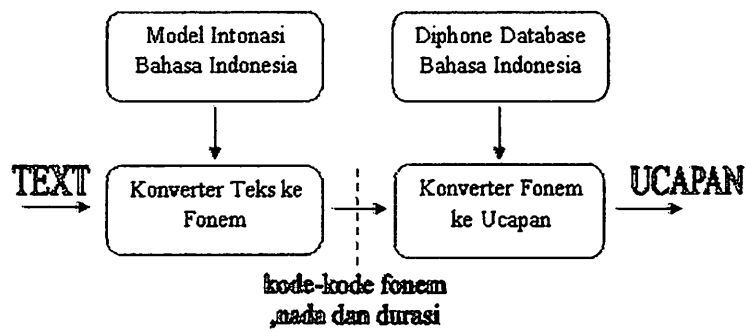 Model Intonasi
Bahasa Indonesia
Diphone Database
Bahasa Indonesia
TEXT
Konverter Teks ke
Fonem
Konverter Fonem
ke Ucapan
UCAPAN
kode-kode fonem
,nada dan durasi